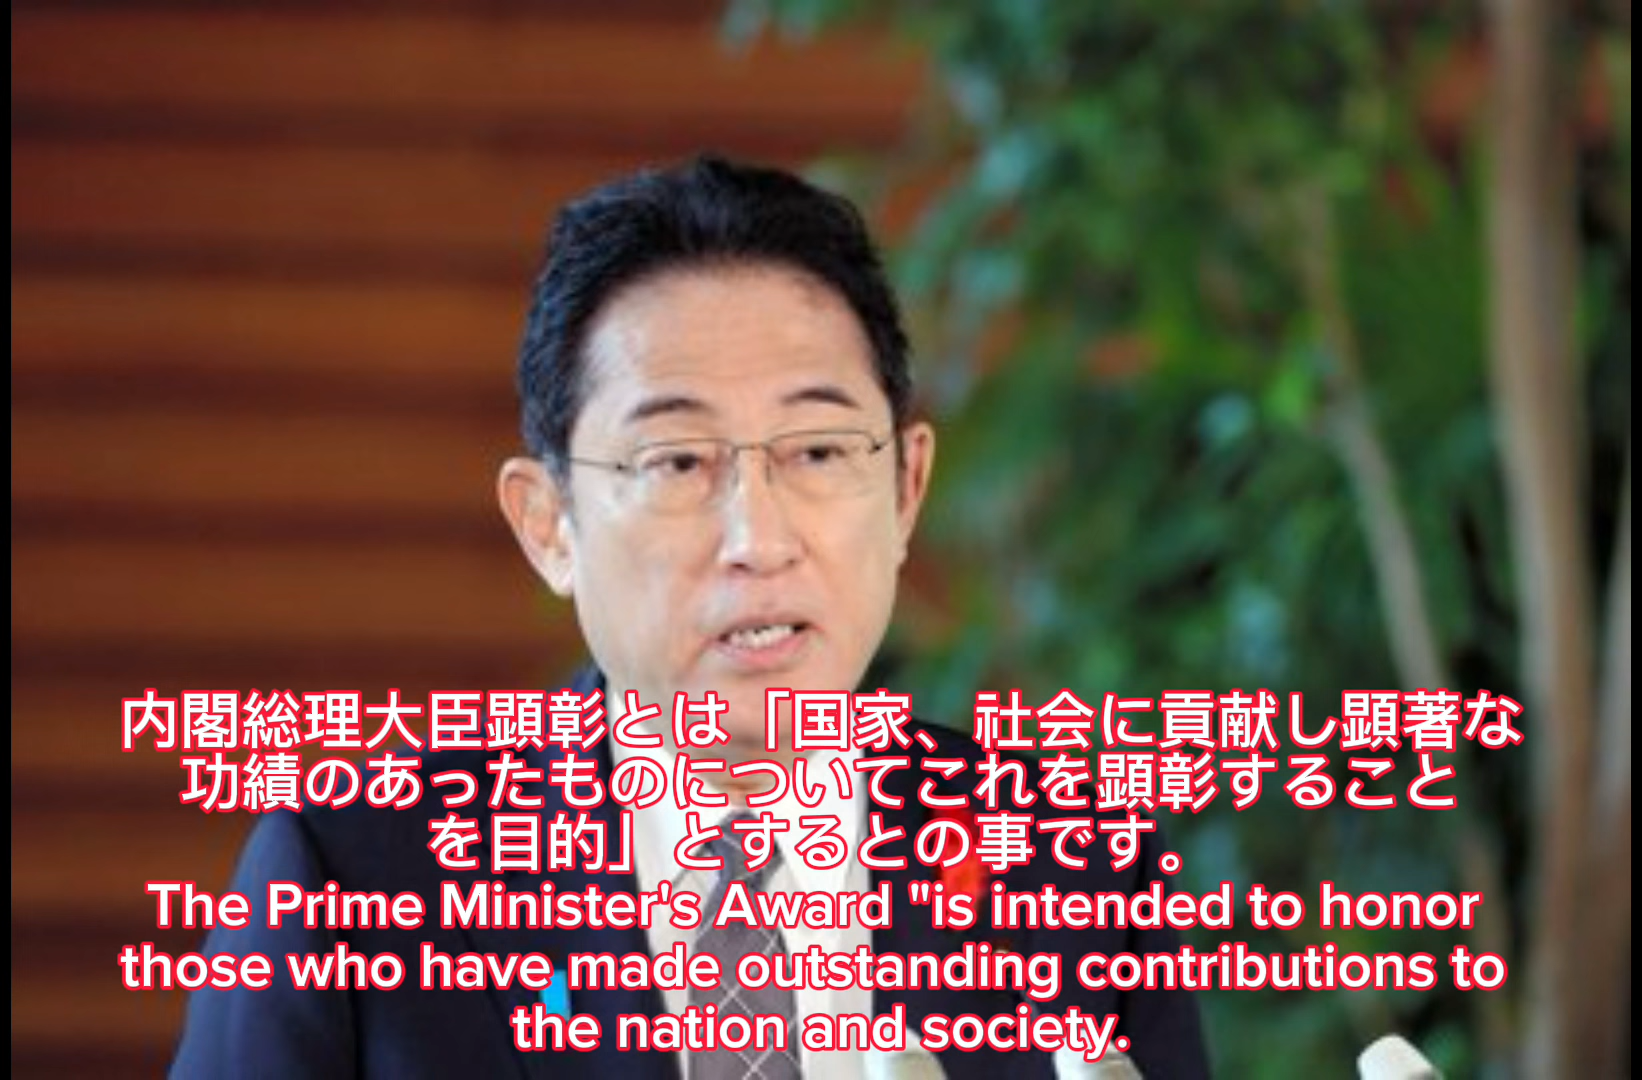 内閣総理大臣顕彰とは「国家、社会に貢献し顕著な
功績のあったものについてこれを顕彰すること
を目的」とするとの事です。
The Prime Minister's Award "is intended to honor
those who have made outstanding contributions to
the nation and society.